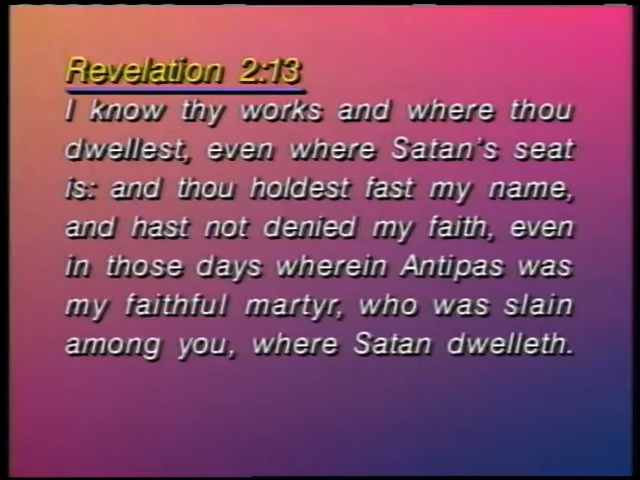 Revelation 2:13
I know thy works and where thou
dwellest, even where Satan's seat
is: and thou holdest fast my name,
and hast not denied my faith, even
in those days wherein Antipas was
my faithful martyr, who was slain
among you, where Satan dwelleth.